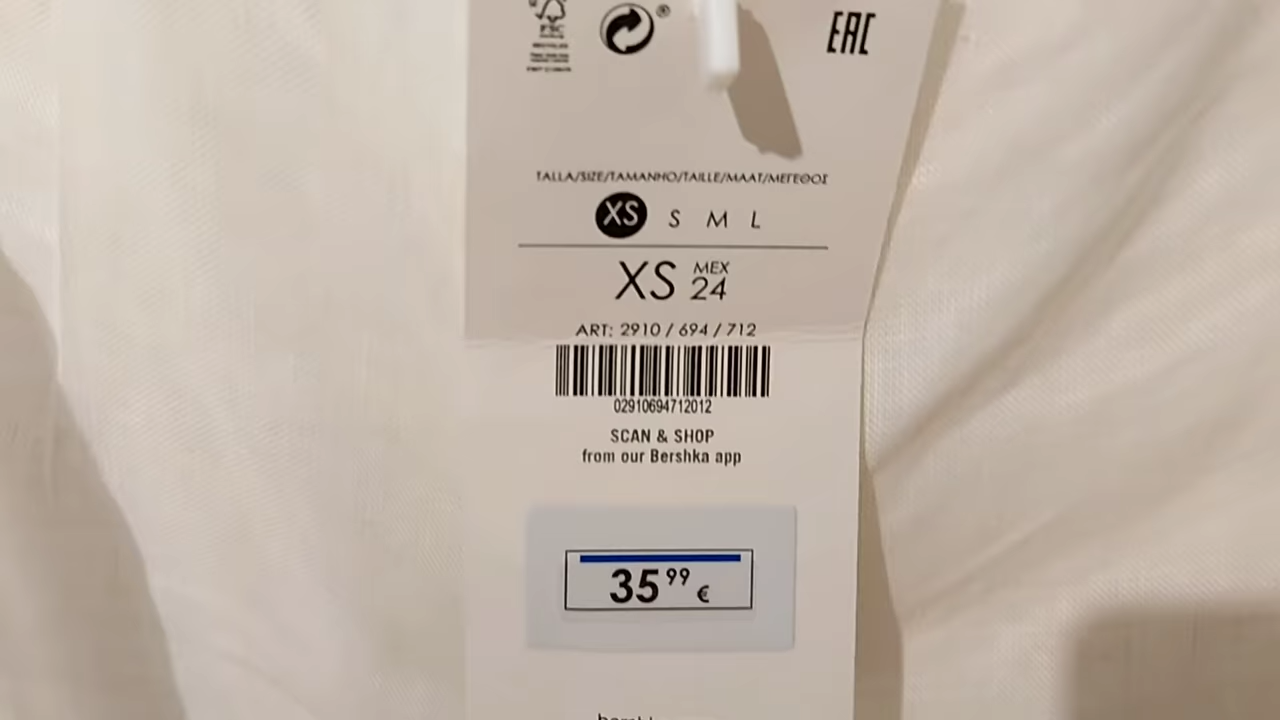 FSC
EAC
TALLA/SIZE/TAMANHO/TAILLE/MAAT/ΜΕΓΕΘΟΣ
XS S M L
XS MEX 24
ART: 2910 / 694 / 712
02910694712012
SCAN & SHOP
from our Bershka app
35 99 €